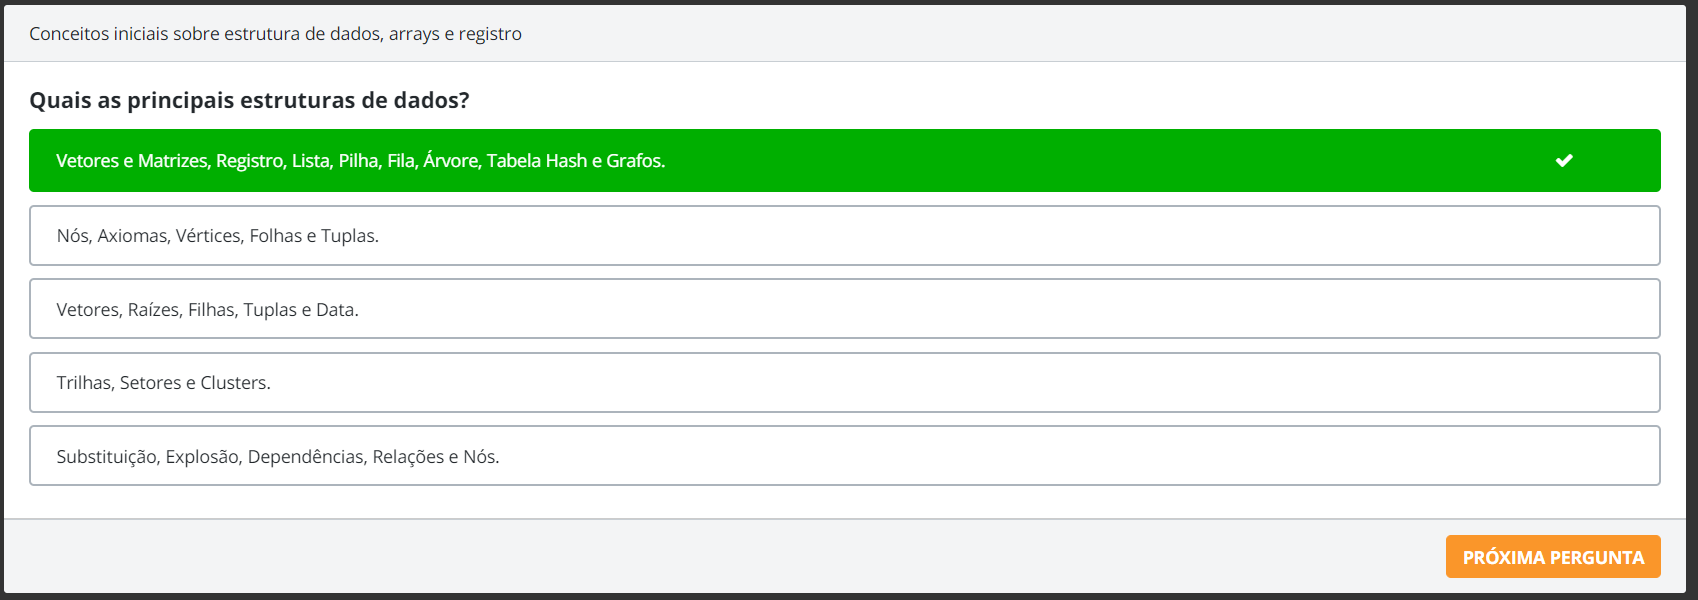 Conceitos iniciais sobre estrutura de dados, arrays e registro
Quais as principais estruturas de dados?
Vetores e Matrizes, Registro, Lista, Pilha, Fila, Árvore, Tabela Hash e Grafos.
Nós, Axiomas, Vértices, Folhas e Tuplas.
Vetores, Raízes, Filhas, Tuplas e Data.
Trilhas, Setores e Clusters.
Substituição, Explosão, Dependências, Relações e Nós.
PRÓXIMA PERGUNTA